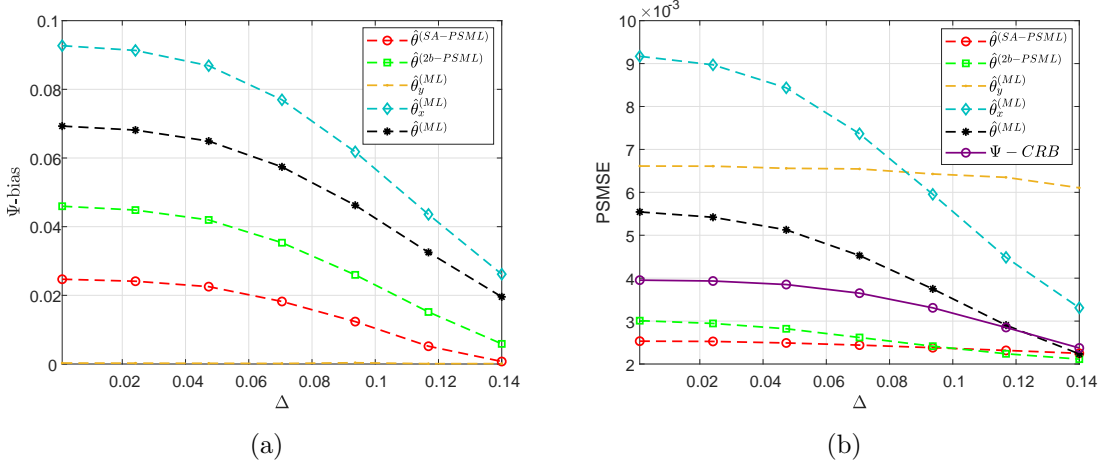 0.1
0.08
0.06
0.04
0.02
0
0.02 0.04 0.06 0.08 0.1 0.12 0.14
Ψ-bias
Δ
θ̂^(SA−PSML)
θ̂^(2b−PSML)
θ̂_y^(ML)
θ̂_x^(ML)
θ̂^(ML)
(a)
×10⁻³
10
9
8
7
6
5
4
3
2
0.02 0.04 0.06 0.08 0.1 0.12 0.14
PSMSE
Δ
θ̂^(SA−PSML)
θ̂^(2b−PSML)
θ̂_y^(ML)
θ̂_x^(ML)
θ̂^(ML)
Ψ − CRB
(b)